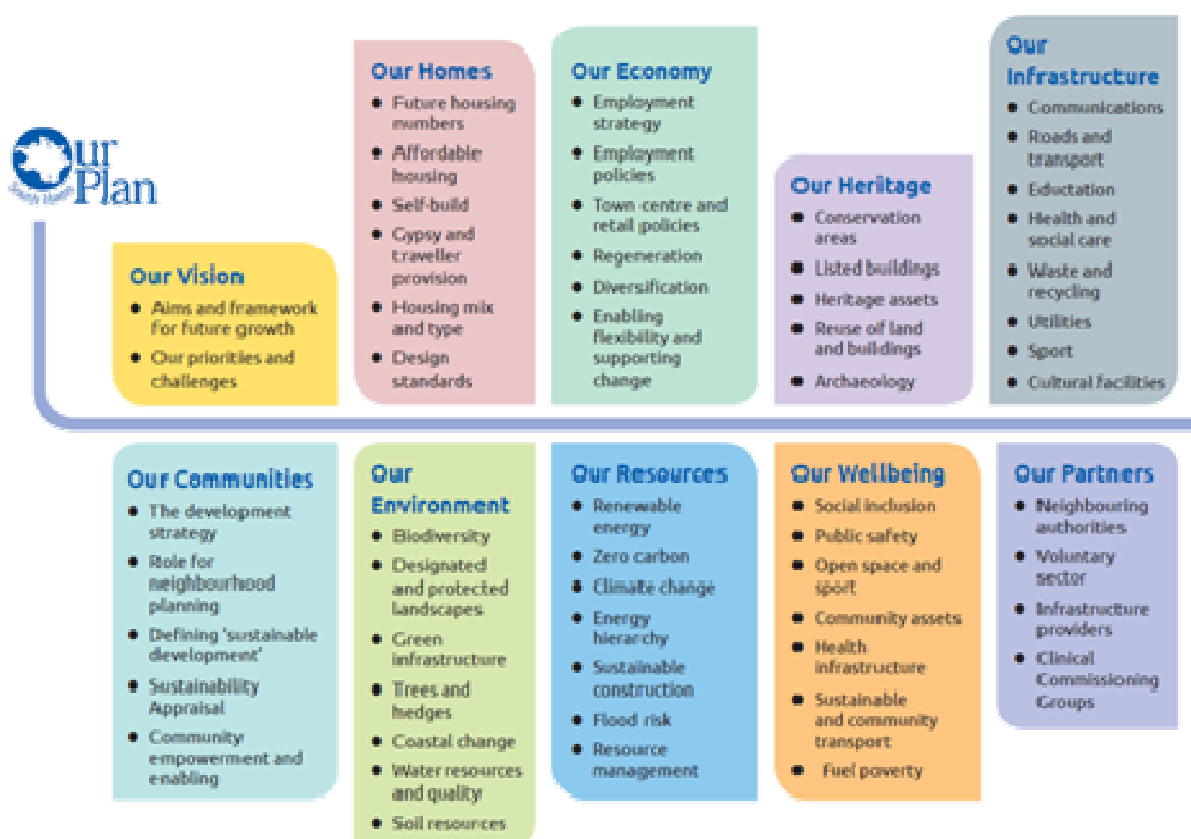 Our
Plan
South Hams
Our Vision
● Aims and framework
for future growth
● Our priorities and
challenges
Our Homes
● Future housing
numbers
● Affordable
housing
● Self-build
● Gypsy and
traveller
provision
● Housing mix
and type
● Design
standards
Our Economy
● Employment
strategy
● Employment
policies
● Town centre and
retail policies
● Regeneration
● Diversification
● Enabling
flexibility and
supporting
change
Our Heritage
● Conservation
areas
● Listed buildings
● Heritage assets
● Reuse of land
and buildings
● Archaeology
Our
Infrastructure
● Communications
● Roads and
transport
● Eductation
● Health and
social care
● Waste and
recycling
● Utilities
● Sport
● Cultural facilities
Our Communities
● The development
strategy
● Role for
neighbourhood
planning
● Defining 'sustainable
development'
● Sustainability
Appraisal
● Community
empowerment and
enabling
Our
Environment
● Biodiversity
● Designated
and protected
landscapes
● Green
infrastructure
● Trees and
hedges
● Coastal change
● Water resources
and quality
● Soil resources
Our Resources
● Renewable
energy
● Zero carbon
● Climate change
● Energy
hierarchy
● Sustainable
construction
● Flood risk
● Resource
management
Our Wellbeing
● Social inclusion
● Public safety
● Open space and
sport
● Community assets
● Health
infrastructure
● Sustainable
and community
transport
● Fuel poverty
Our Partners
● Neighbouring
authorities
● Voluntary
sector
● Infrastructure
providers
● Clinical
Commissioning
Groups